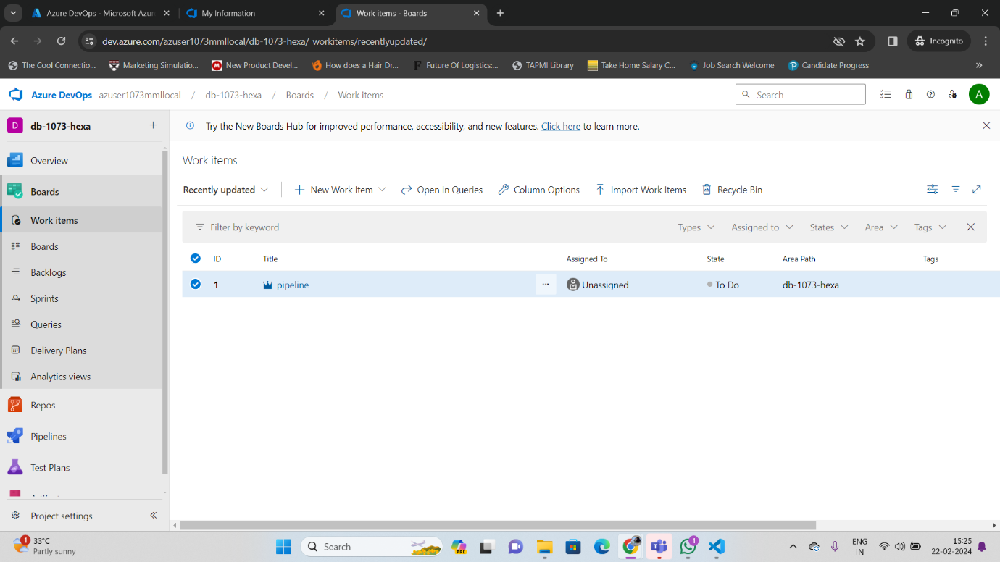 Azure DevOps - Microsoft Azur
My Information
Work items - Boards
dev.azure.com/azuser1073mmllocal/db-1073-hexa/_workitems/recentlyupdated/
Incognito
The Cool Connectio...
Marketing Simulatio...
New Product Devel...
How does a Hair Dr...
Future Of Logistics:...
TAPMI Library
Take Home Salary C...
Job Search Welcome
Candidate Progress
Azure DevOps azuser1073mmllocal / db-1073-hexa / Boards / Work items
Search
A
D db-1073-hexa
Try the New Boards Hub for improved performance, accessibility, and new features. Click here to learn more.
Overview
Boards
Work items
Boards
Backlogs
Sprints
Queries
Delivery Plans
Analytics views
Repos
Pipelines
Test Plans
Project settings
Work items
Recently updated
New Work Item
Open in Queries
Column Options
Import Work Items
Recycle Bin
Filter by keyword
Types
Assigned to
States
Area
Tags
ID Title Assigned To State Area Path Tags
1 pipeline Unassigned To Do db-1073-hexa
1
33°C
Partly sunny
Search
PRE
1
ENG
IN
15:25
22-02-2024